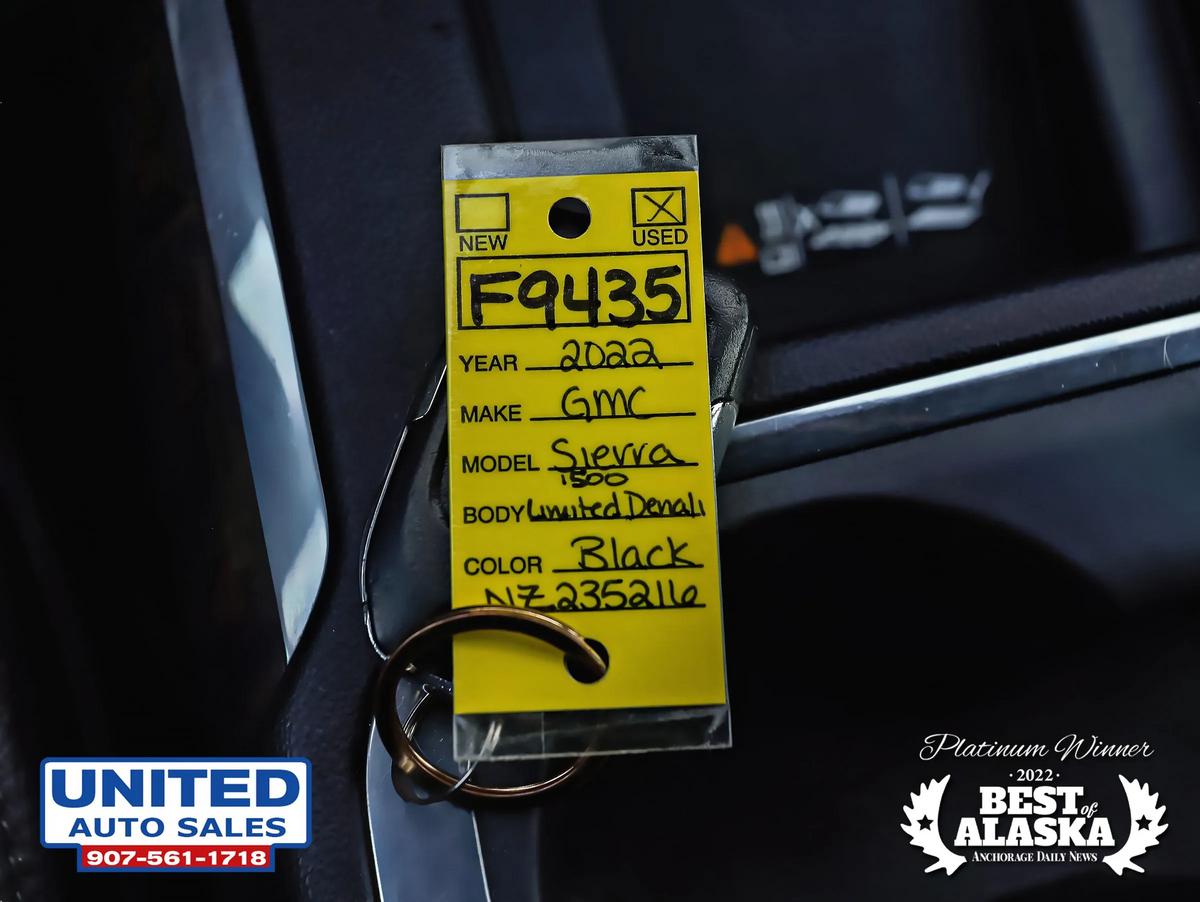 NEW USED
F9435
YEAR 2022
MAKE GMC
MODEL Sierra
1500
BODY Limited Denali
COLOR Black
NZ235216
UNITED
AUTO SALES
907-561-1718
Platinum Winner
· 2022 ·
BEST of
ALASKA
ANCHORAGE DAILY NEWS